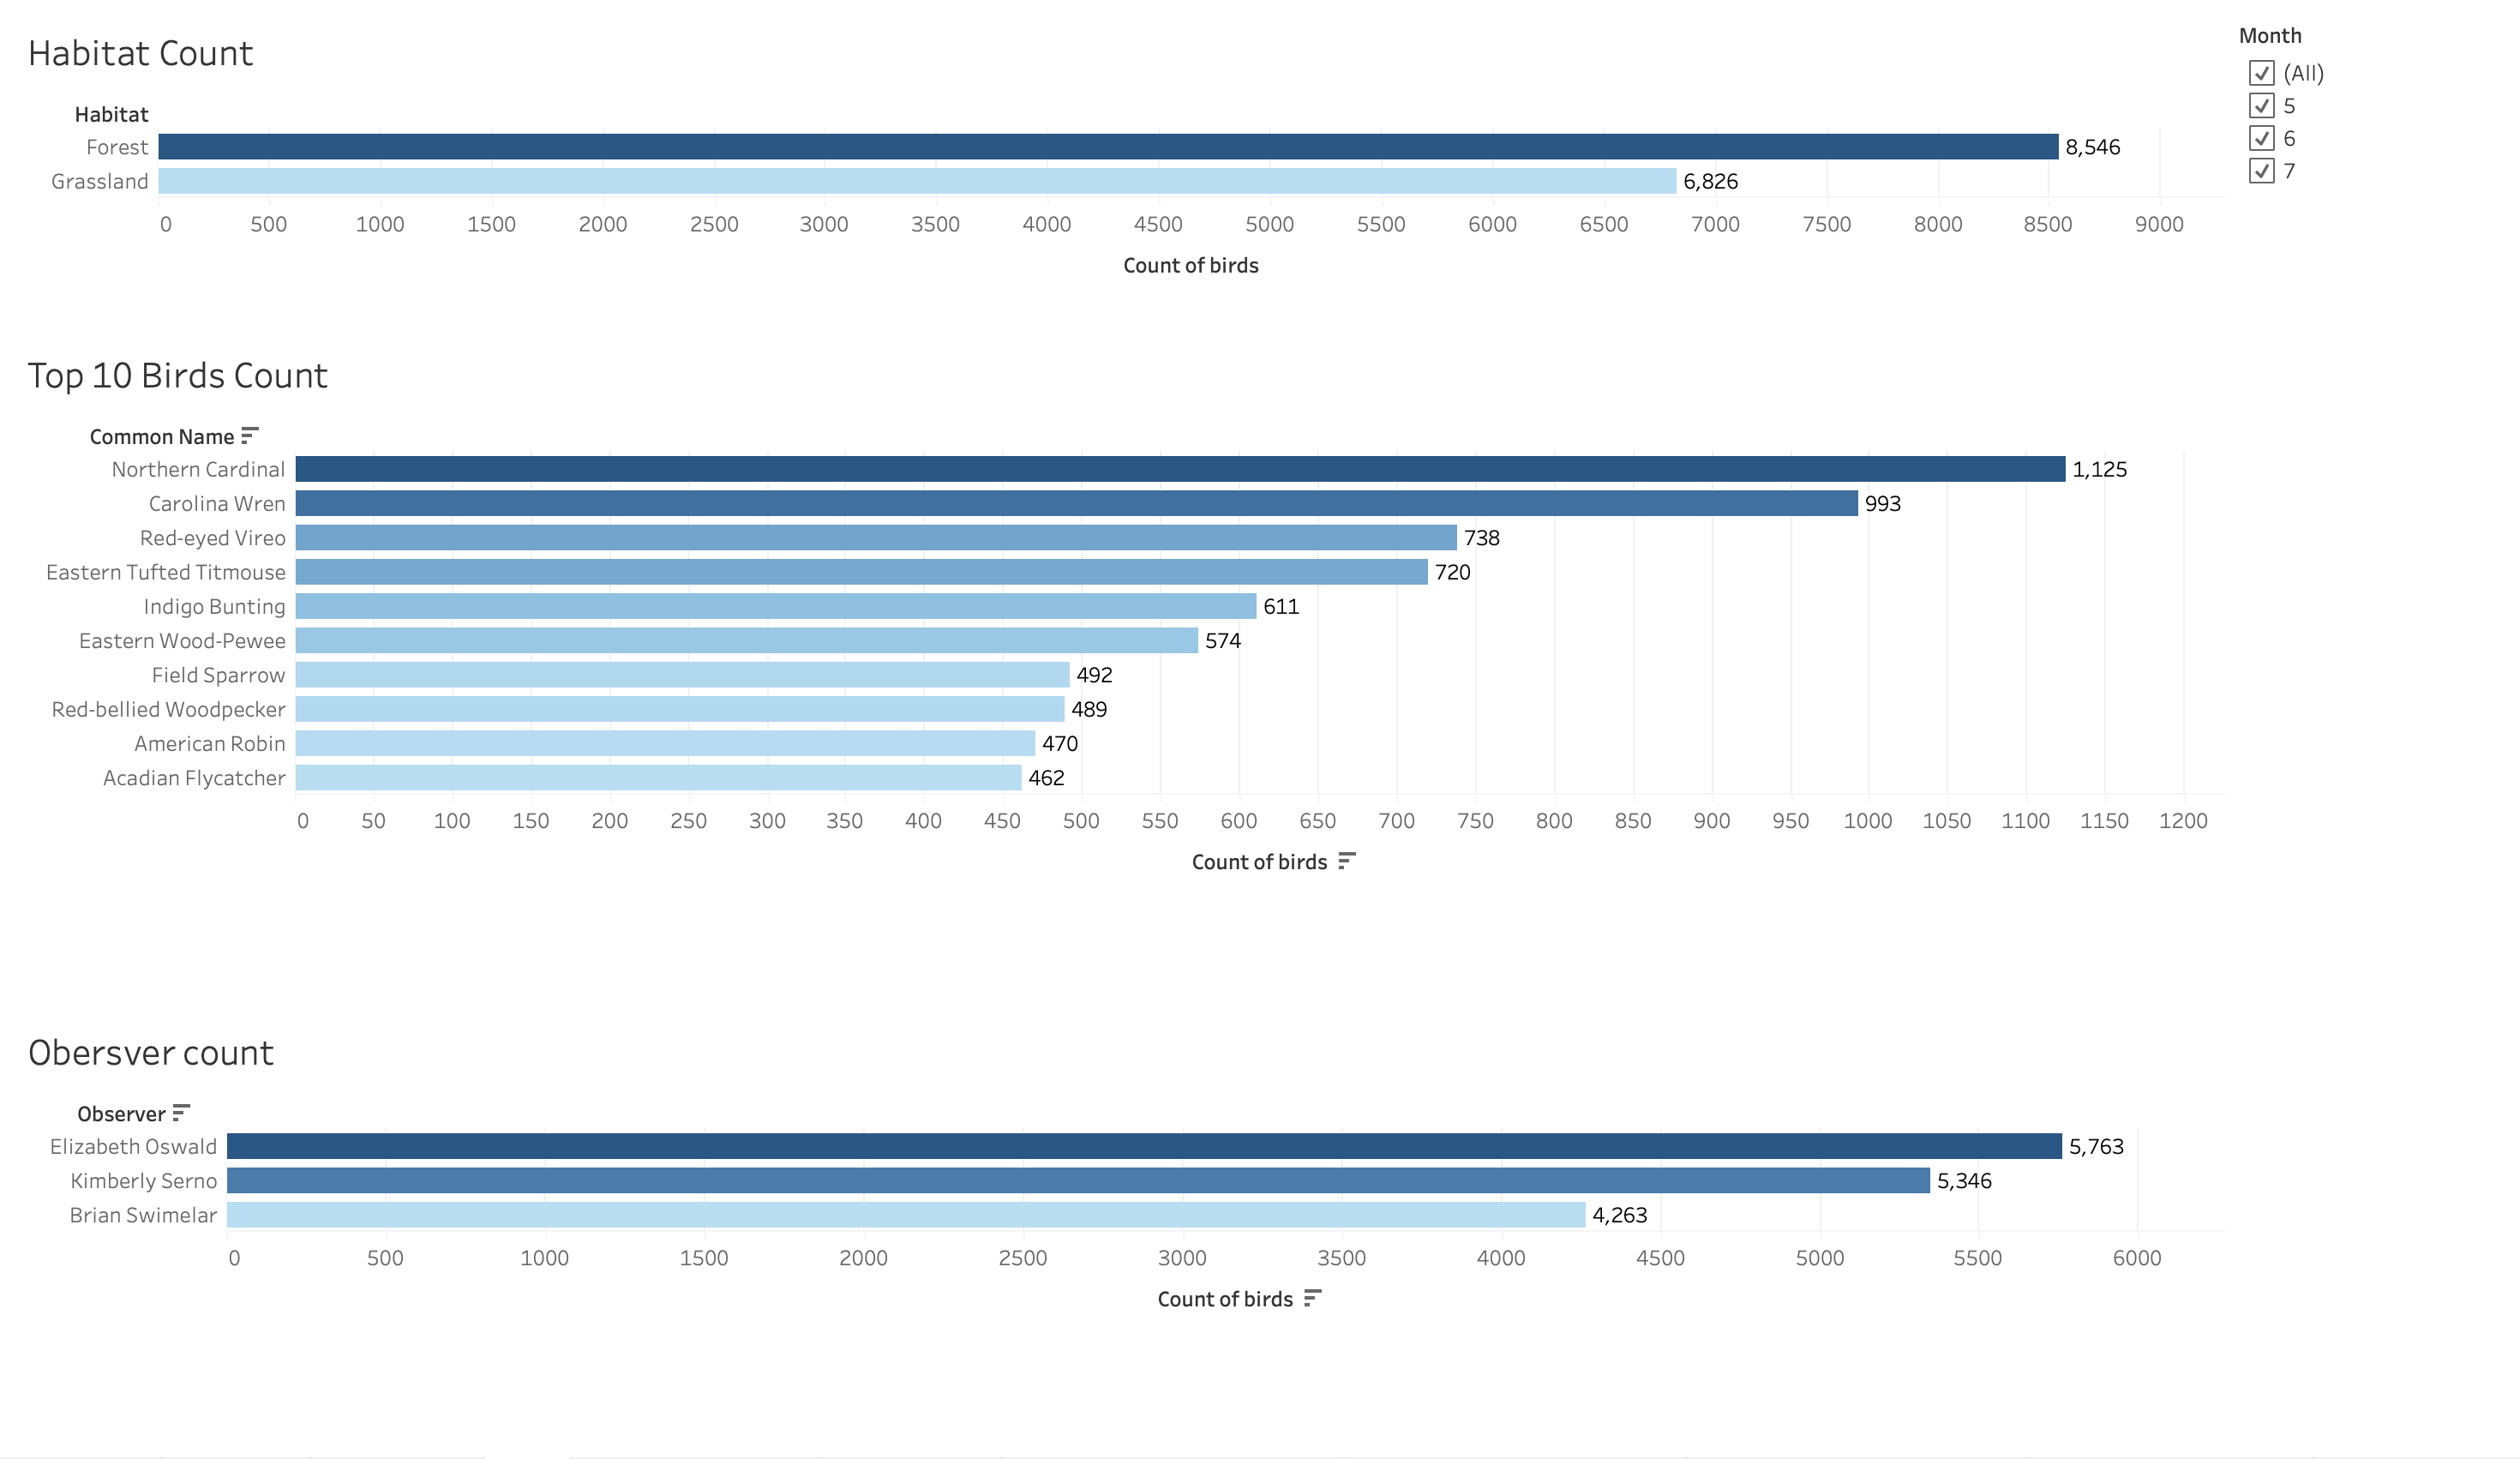 Habitat Count
Month
(All)
5
6
7
Habitat
Forest 8,546
Grassland 6,826
0 500 1000 1500 2000 2500 3000 3500 4000 4500 5000 5500 6000 6500 7000 7500 8000 8500 9000
Count of birds
Top 10 Birds Count
Common Name
Northern Cardinal 1,125
Carolina Wren 993
Red-eyed Vireo 738
Eastern Tufted Titmouse 720
Indigo Bunting 611
Eastern Wood-Pewee 574
Field Sparrow 492
Red-bellied Woodpecker 489
American Robin 470
Acadian Flycatcher 462
0 50 100 150 200 250 300 350 400 450 500 550 600 650 700 750 800 850 900 950 1000 1050 1100 1150 1200
Count of birds
Obersver count
Observer
Elizabeth Oswald 5,763
Kimberly Serno 5,346
Brian Swimelar 4,263
0 500 1000 1500 2000 2500 3000 3500 4000 4500 5000 5500 6000
Count of birds